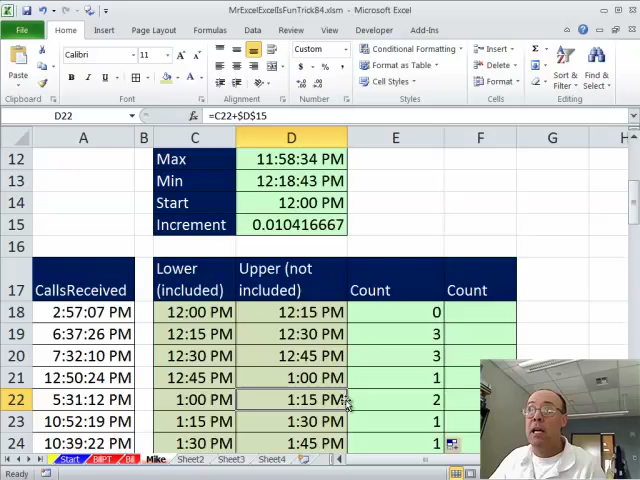 MrExcelExcelIsFunTrick84.xlsm - Microsoft Excel
File Home Insert Page Layout Formulas Data Review View Developer Add-Ins
Calibri 11 Custom Conditional Formatting Insert
Paste Format as Table Delete
Cell Styles Format Sort & Filter Find & Select
Clipboard Font Alignment Number Styles Cells Editing
D22 fx =C22+$D$15
A B C D E F G H
12 Max 11:58:34 PM
13 Min 12:18:43 PM
14 Start 12:00 PM
15 Increment 0.010416667
16
17 CallsReceived Lower (included) Upper (not included) Count Count
18 2:57:07 PM 12:00 PM 12:15 PM 0
19 6:37:26 PM 12:15 PM 12:30 PM 3
20 7:32:10 PM 12:30 PM 12:45 PM 3
21 12:50:24 PM 12:45 PM 1:00 PM 1
22 5:31:12 PM 1:00 PM 1:15 PM 2
23 10:52:19 PM 1:15 PM 1:30 PM 1
24 10:39:22 PM 1:30 PM 1:45 PM 1
Start BillPT Bill Mike Sheet2 Sheet3 Sheet4
Ready